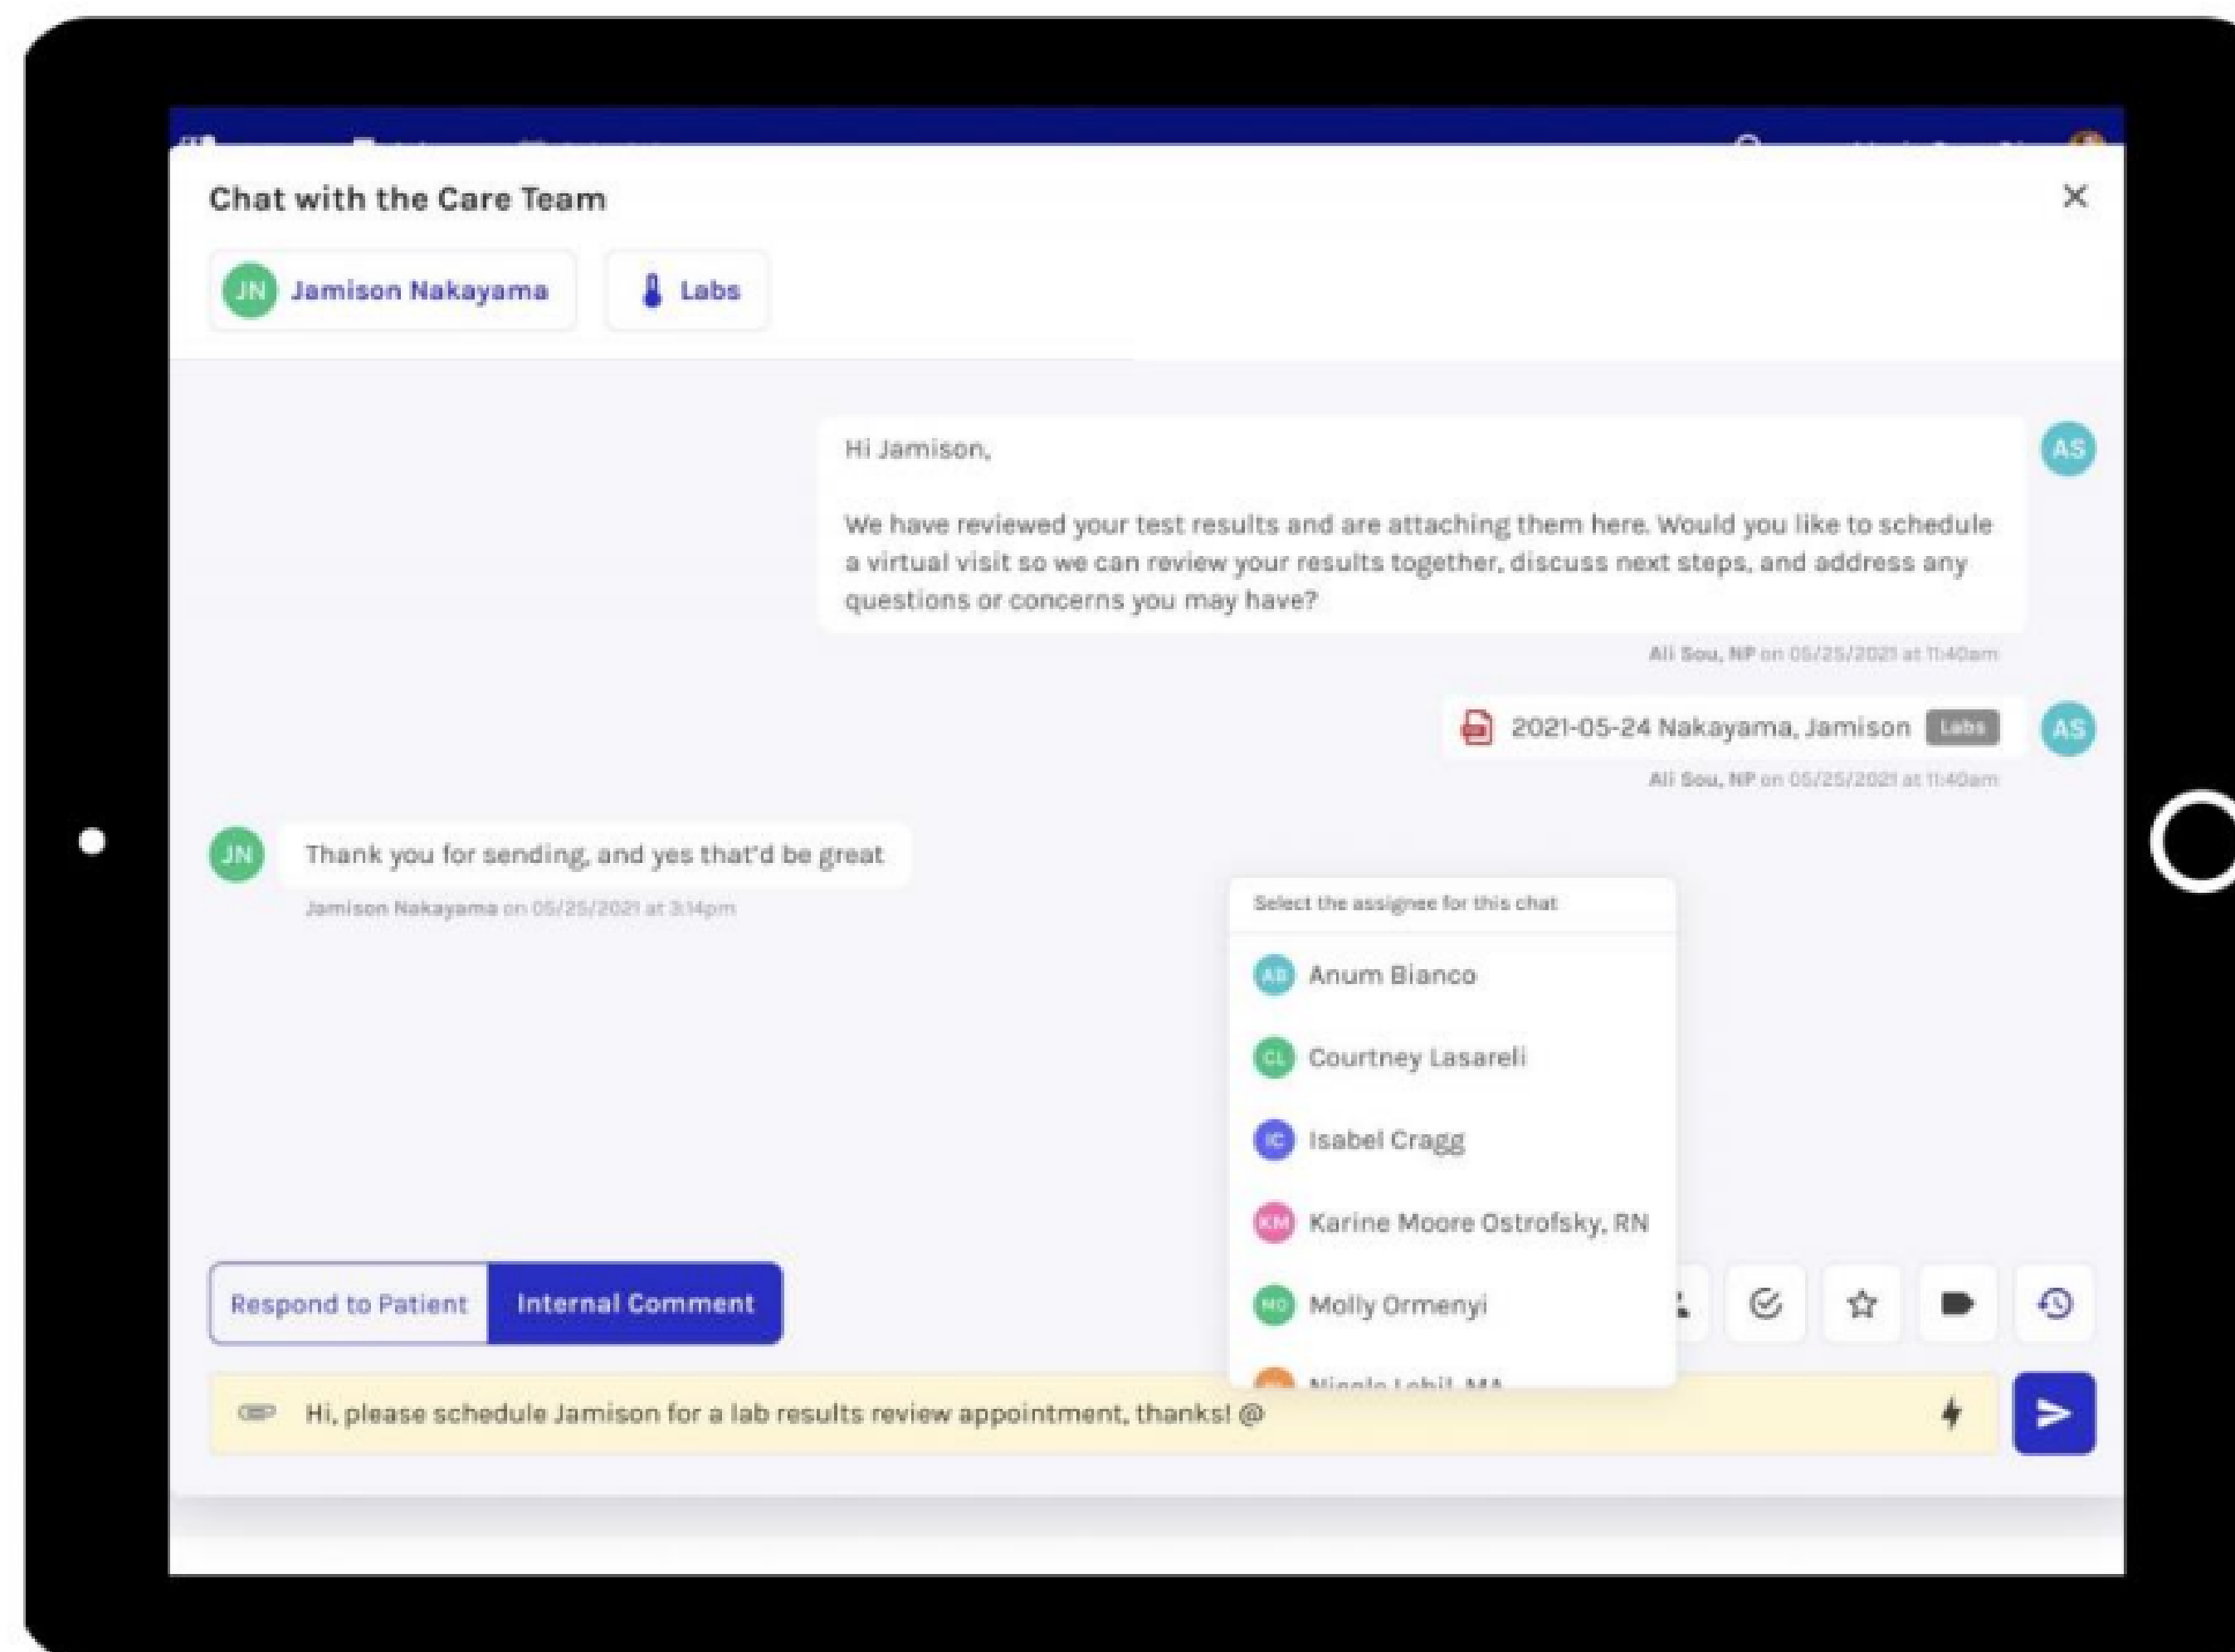 Chat with the Care Team
JN Jamison Nakayama
Labs
Hi Jamison,
We have reviewed your test results and are attaching them here. Would you like to schedule
a virtual visit so we can review your results together, discuss next steps, and address any
questions or concerns you may have?
AS
Ali Sou, NP on 05/25/2021 at 11:40am
2021-05-24 Nakayama, Jamison Labs
AS
Ali Sou, NP on 05/25/2021 at 11:40am
JN
Thank you for sending, and yes that'd be great
Jamison Nakayama on 05/25/2021 at 3:14pm
Select the assignee for this chat
AB Anum Bianco
CL Courtney Lasareli
IC Isabel Cragg
KM Karine Moore Ostrofsky, RN
MO Molly Ormenyi
Respond to Patient
Internal Comment
Hi, please schedule Jamison for a lab results review appointment, thanks! @